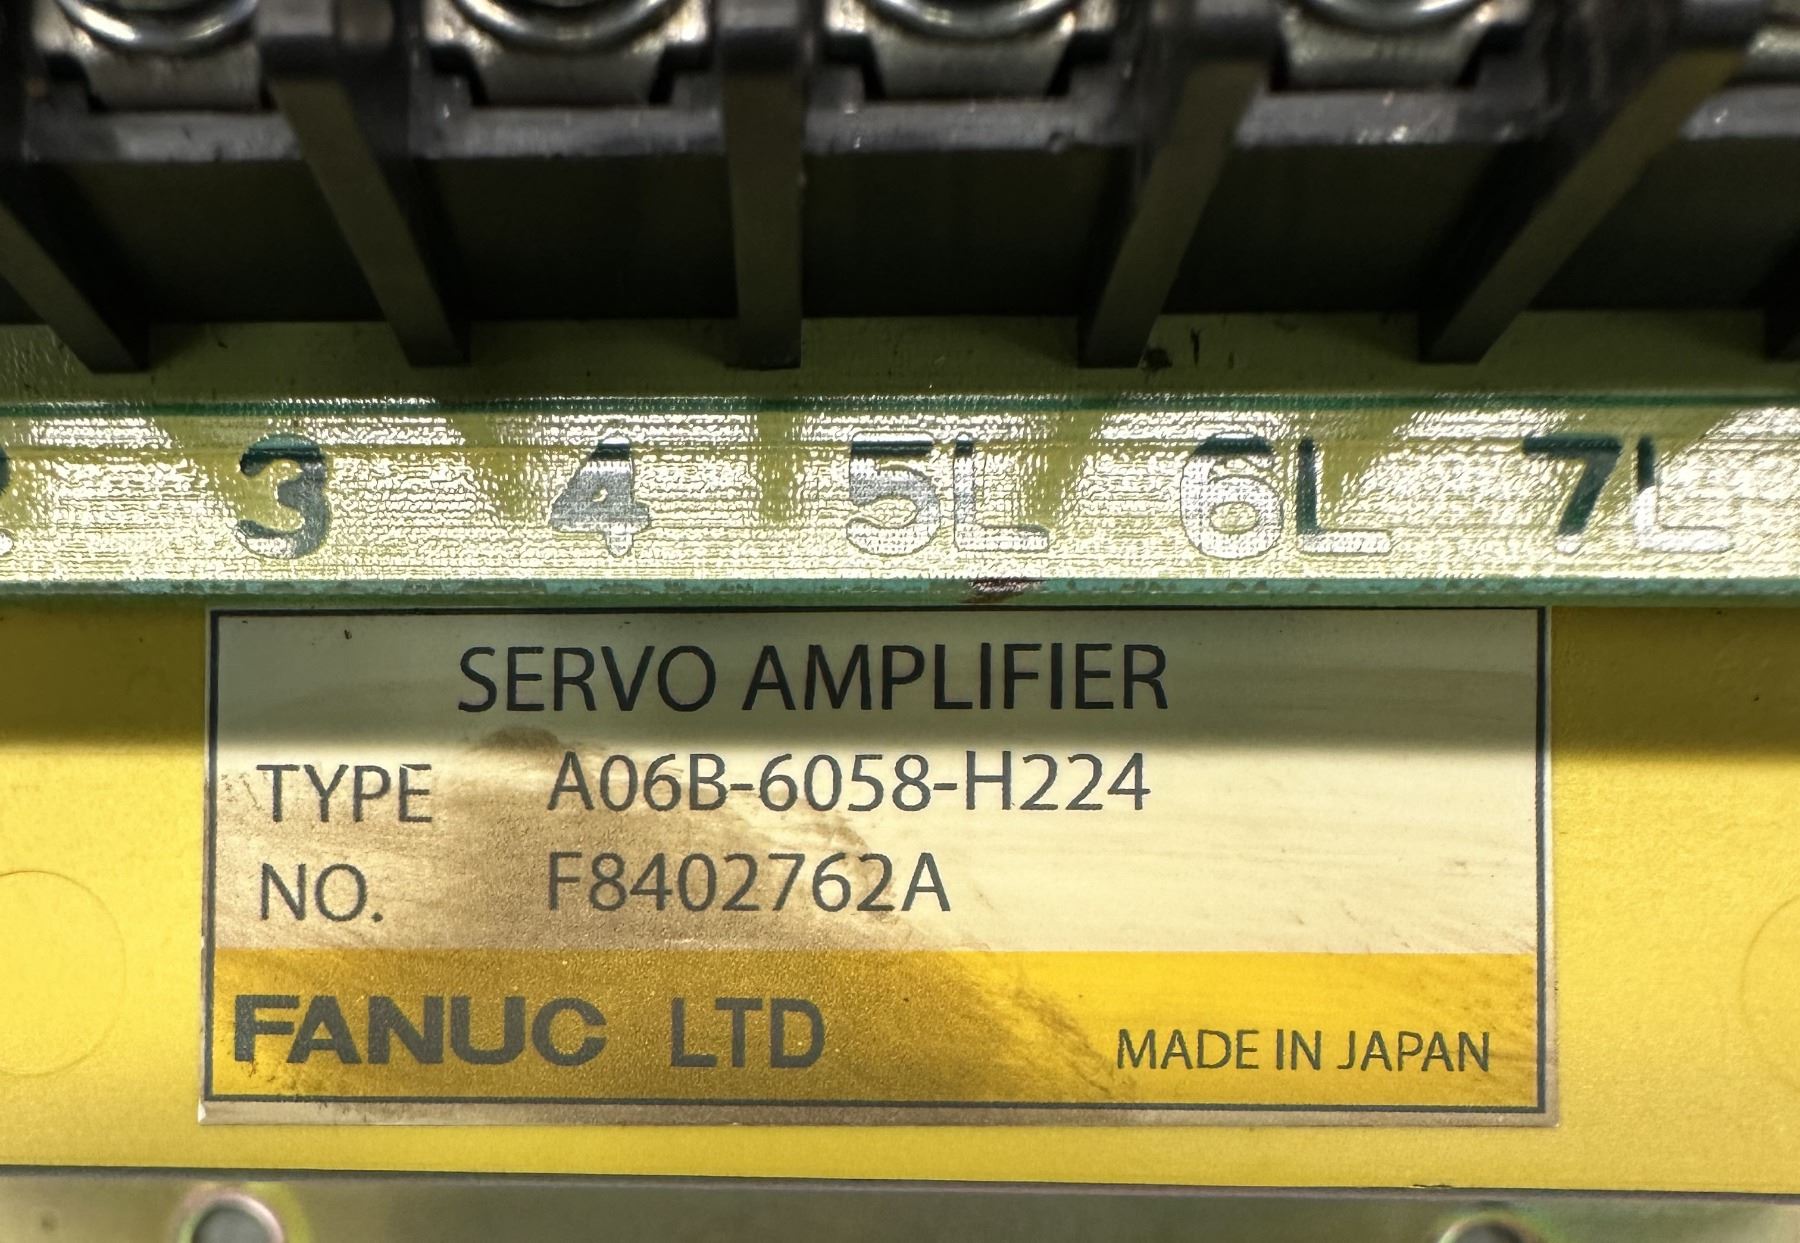 3 4 5L 6L 7L
SERVO AMPLIFIER
TYPE A06B-6058-H224
NO. F8402762A
FANUC LTD MADE IN JAPAN